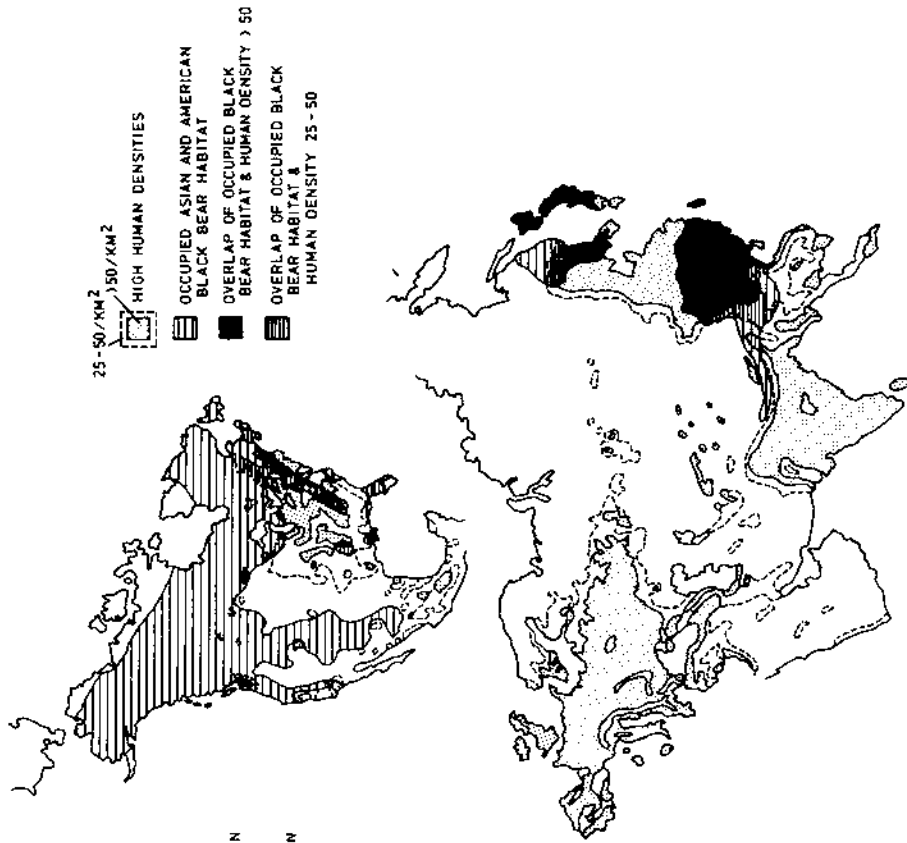 25-50/KM²
>50/KM²
HIGH HUMAN DENSITIES
OCCUPIED ASIAN AND AMERICAN
BLACK BEAR HABITAT
OVERLAP OF OCCUPIED BLACK
BEAR HABITAT & HUMAN DENSITY > 50
OVERLAP OF OCCUPIED BLACK
BEAR HABITAT &
HUMAN DENSITY 25-50
N
N